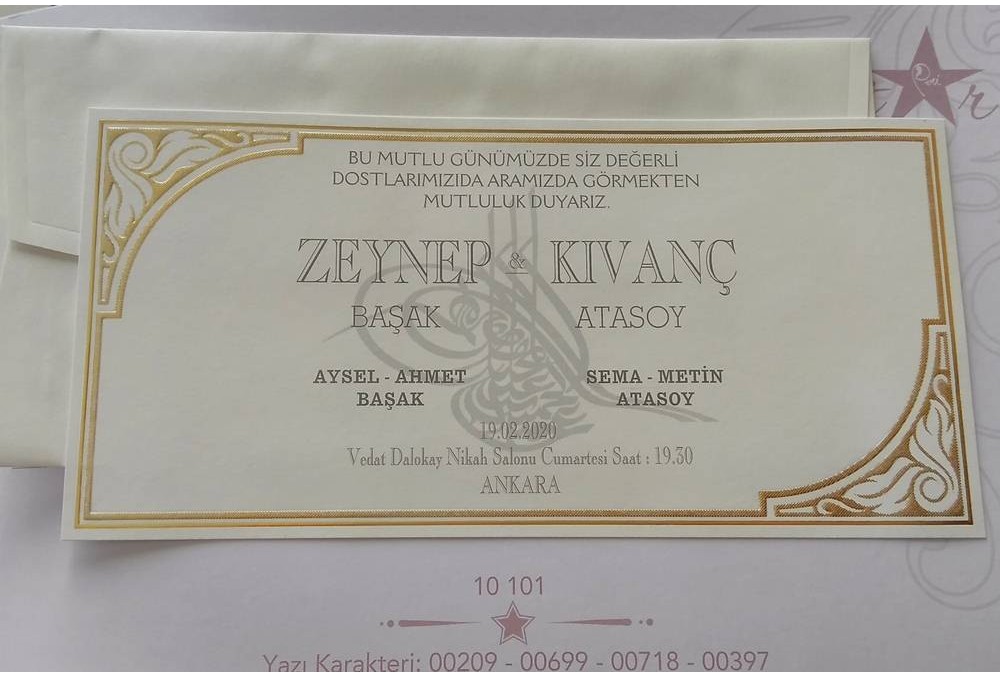 BU MUTLU GÜNÜMÜZDE SİZ DEĞERLİ
DOSTLARIMIZIDA ARAMIZDA GÖRMEKTEN
MUTLULUK DUYARIZ.
ZEYNEP & KIVANÇ
BAŞAK ATASOY
AYSEL - AHMET SEMA - METİN
BAŞAK ATASOY
19.02.2020
Vedat Dalokay Nikah Salonu Cumartesi Saat : 19.30
ANKARA
10 101
Yazı Karakteri: 00209 - 00699 - 00718 - 00397